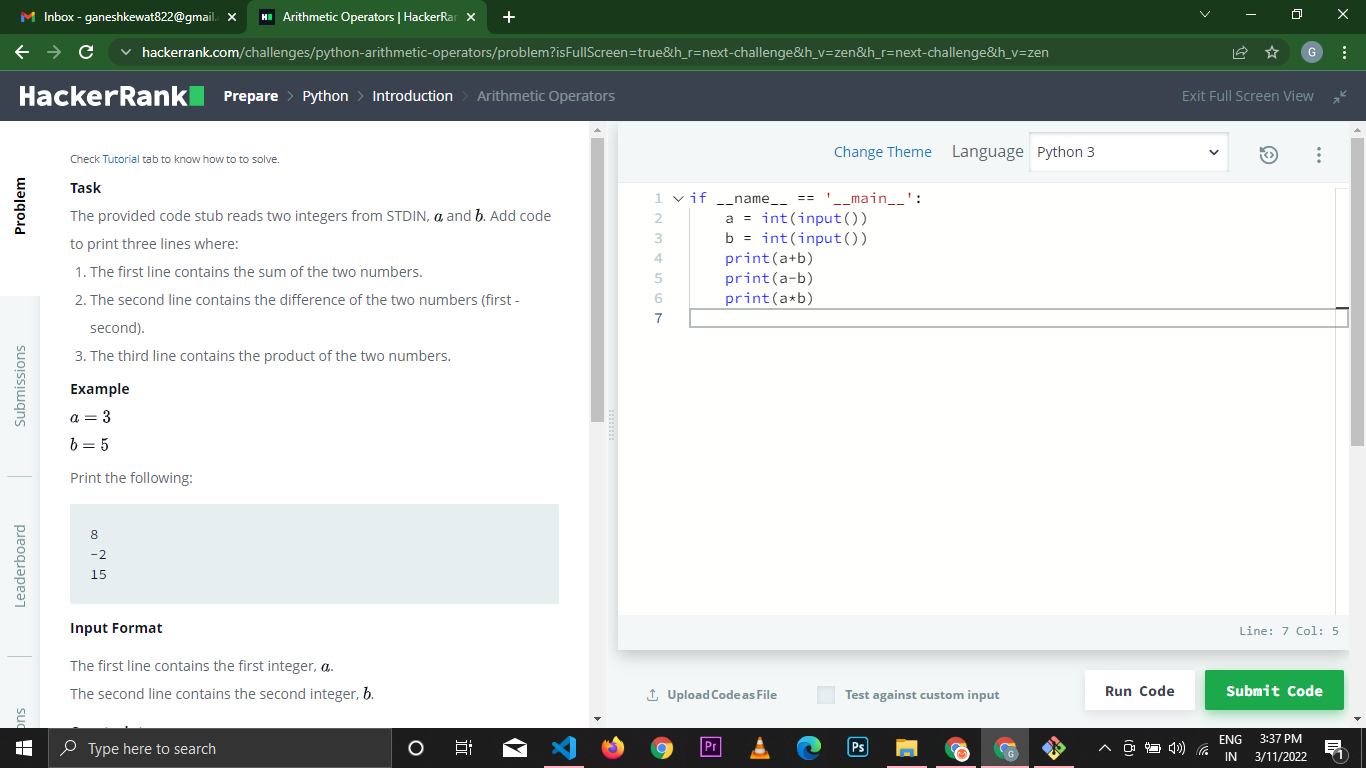 Inbox - ganeshkewat822@gmail.
Arithmetic Operators | HackerRar
hackerrank.com/challenges/python-arithmetic-operators/problem?isFullScreen=true&h_r=next-challenge&h_v=zen&h_r=next-challenge&h_v=zen
G
HackerRank
Prepare > Python > Introduction > Arithmetic Operators
Exit Full Screen View
Problem
Submissions
Leaderboard
ons
Check Tutorial tab to know how to to solve.
Task
The provided code stub reads two integers from STDIN, a and b. Add code
to print three lines where:
1. The first line contains the sum of the two numbers.
2. The second line contains the difference of the two numbers (first -
second).
3. The third line contains the product of the two numbers.
Example
a = 3
b = 5
Print the following:
8
-2
15
Input Format
The first line contains the first integer, a.
The second line contains the second integer, b.
Change Theme Language Python 3
1 if __name__ == '__main__':
2 a = int(input())
3 b = int(input())
4 print(a+b)
5 print(a-b)
6 print(a*b)
7
Line: 7 Col: 5
Upload Code as File
Test against custom input
Run Code
Submit Code
Type here to search
Pr
Ps
G
ENG
IN
3:37 PM
3/11/2022
1